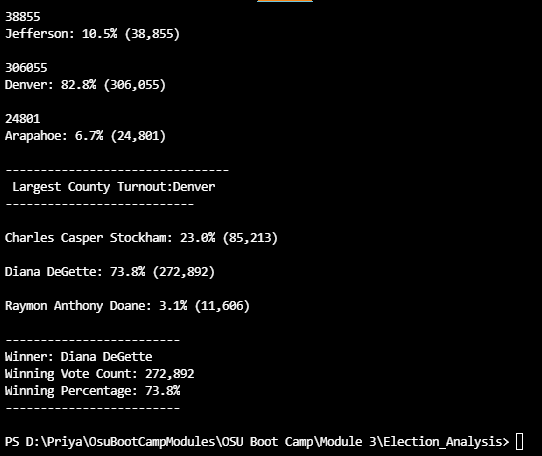 38855
Jefferson: 10.5% (38,855)
306055
Denver: 82.8% (306,055)
24801
Arapahoe: 6.7% (24,801)
--------------------------------
Largest County Turnout:Denver
---------------------------
Charles Casper Stockham: 23.0% (85,213)
Diana DeGette: 73.8% (272,892)
Raymon Anthony Doane: 3.1% (11,606)
-------------------------
Winner: Diana DeGette
Winning Vote Count: 272,892
Winning Percentage: 73.8%
-------------------------
PS D:\Priya\OsuBootCampModules\OSU Boot Camp\Module 3\Election_Analysis>